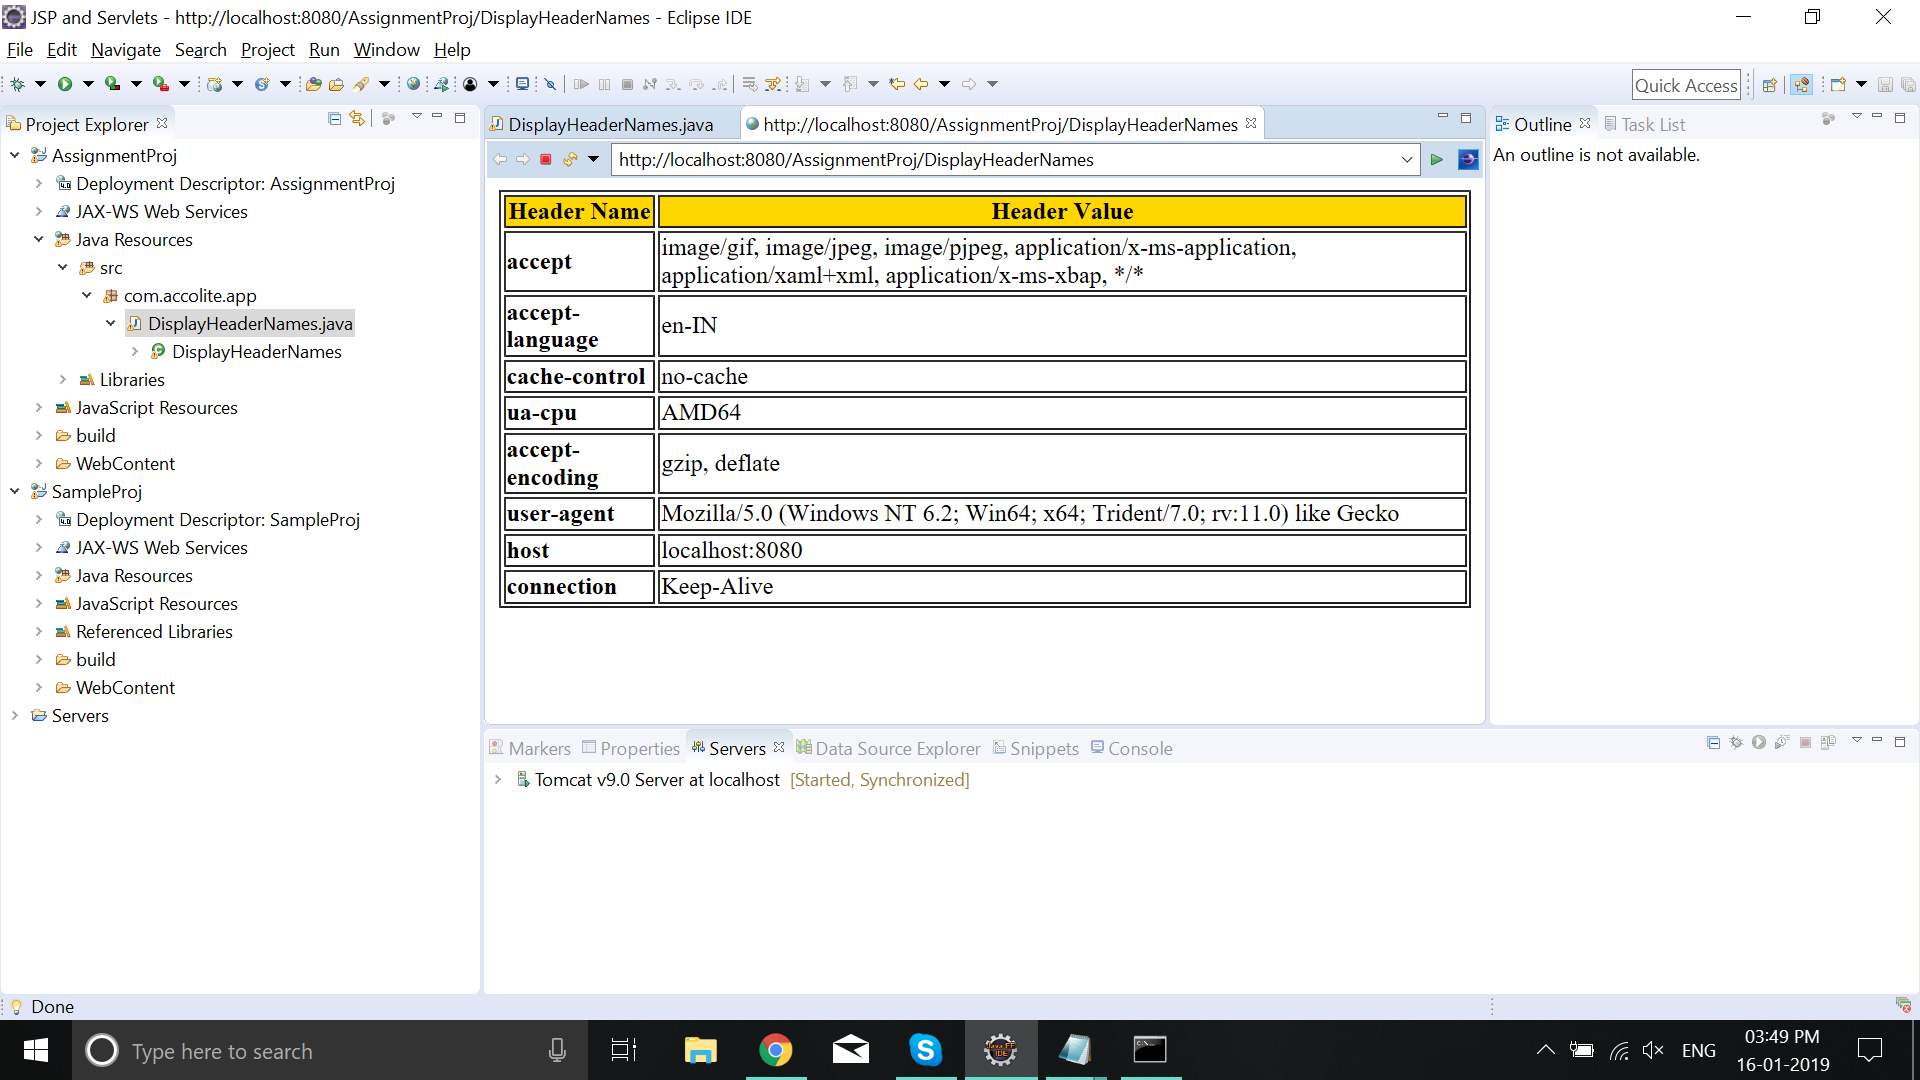 JSP and Servlets - http://localhost:8080/AssignmentProj/DisplayHeaderNames - Eclipse IDE
File Edit Navigate Search Project Run Window Help
Quick Access
Project Explorer
AssignmentProj
Deployment Descriptor: AssignmentProj
JAX-WS Web Services
Java Resources
src
com.accolite.app
DisplayHeaderNames.java
DisplayHeaderNames
Libraries
JavaScript Resources
build
WebContent
SampleProj
Deployment Descriptor: SampleProj
JAX-WS Web Services
Java Resources
JavaScript Resources
Referenced Libraries
build
WebContent
Servers
DisplayHeaderNames.java http://localhost:8080/AssignmentProj/DisplayHeaderNames
http://localhost:8080/AssignmentProj/DisplayHeaderNames
Header Name Header Value
accept image/gif, image/jpeg, image/pjpeg, application/x-ms-application,
application/xaml+xml, application/x-ms-xbap, */*
accept-
language en-IN
cache-control no-cache
ua-cpu AMD64
accept-
encoding gzip, deflate
user-agent Mozilla/5.0 (Windows NT 6.2; Win64; x64; Trident/7.0; rv:11.0) like Gecko
host localhost:8080
connection Keep-Alive
Outline Task List
An outline is not available.
Markers Properties Servers Data Source Explorer Snippets Console
Tomcat v9.0 Server at localhost [Started, Synchronized]
Done
Type here to search
Java EE
IDE
ENG
03:49 PM
16-01-2019